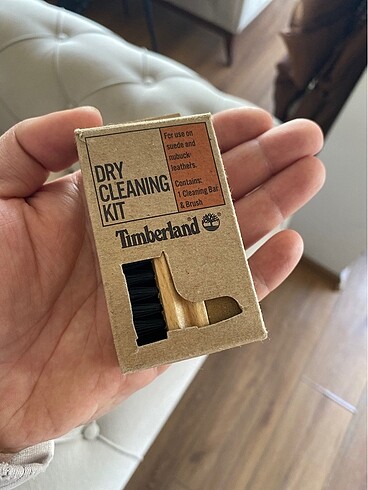 DRY
CLEANING
KIT
For use on
suede and
nubuck
leathers.
Contains:
1 Cleaning Bar
& Brush
Timberland